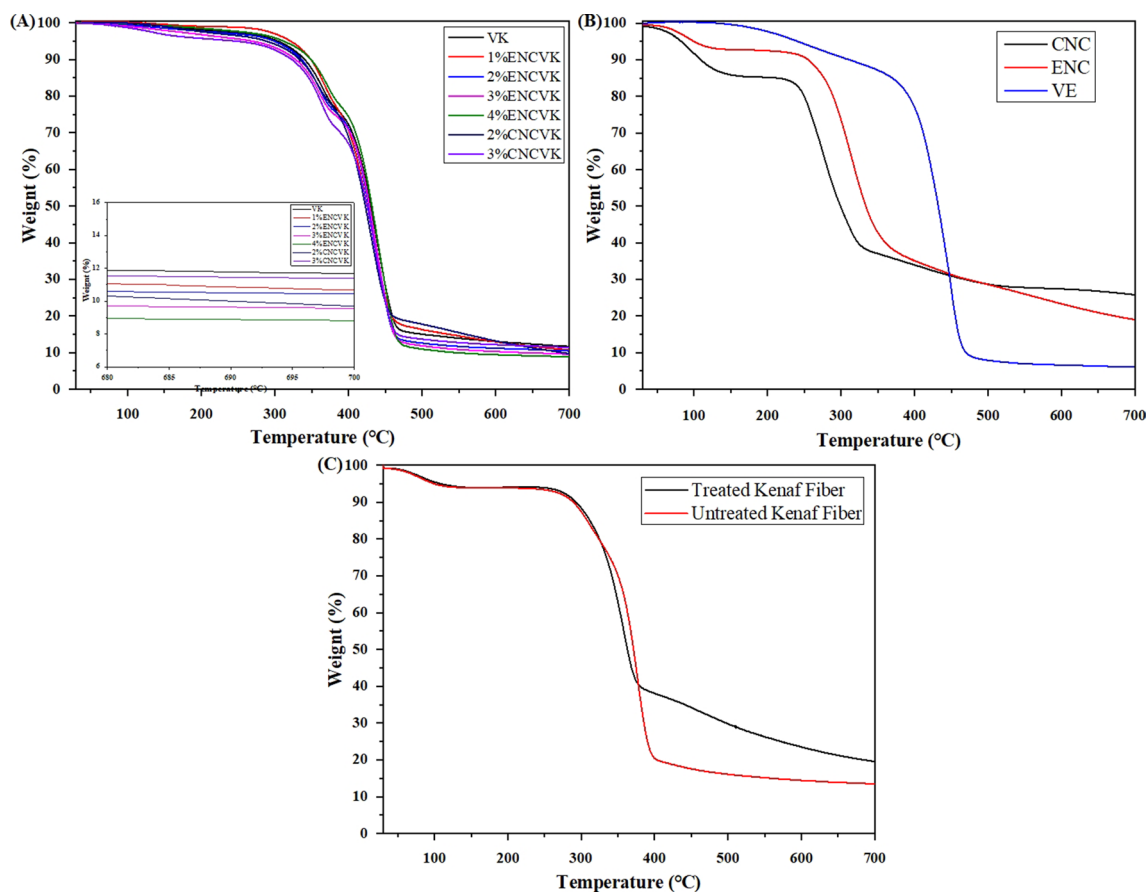 (A)
100
90
80
70
60
50
40
30
20
10
0
Weignt (%)
VK
1%ENCVK
2%ENCVK
3%ENCVK
4%ENCVK
2%CNCVK
3%CNCVK
16
14
12
10
8
6
Weignt (%)
VK
1%ENCVK
2%ENCVK
3%ENCVK
4%ENCVK
2%CNCVK
3%CNCVK
680 685 690 695 700
Temperature (°C)
100 200 300 400 500 600 700
Temperature (°C)
(B)
100
90
80
70
60
50
40
30
20
10
0
Weignt (%)
CNC
ENC
VE
100 200 300 400 500 600 700
Temperature (°C)
(C)
100
90
80
70
60
50
40
30
20
10
0
Weignt (%)
Treated Kenaf Fiber
Untreated Kenaf Fiber
100 200 300 400 500 600 700
Temperature (°C)